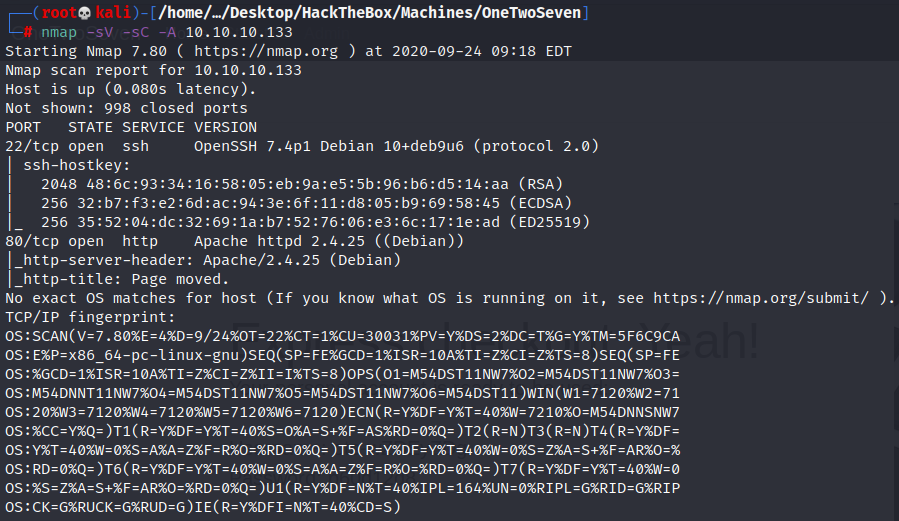 (root💀kali)-[/home/…/Desktop/HackTheBox/Machines/OneTwoSeven]
# nmap -sV -sC -A 10.10.10.133
Starting Nmap 7.80 ( https://nmap.org ) at 2020-09-24 09:18 EDT
Nmap scan report for 10.10.10.133
Host is up (0.080s latency).
Not shown: 998 closed ports
PORT   STATE SERVICE VERSION
22/tcp open  ssh     OpenSSH 7.4p1 Debian 10+deb9u6 (protocol 2.0)
| ssh-hostkey:
|   2048 48:6c:93:34:16:58:05:eb:9a:e5:5b:96:b6:d5:14:aa (RSA)
|   256 32:b7:f3:e2:6d:ac:94:3e:6f:11:d8:05:b9:69:58:45 (ECDSA)
|_  256 35:52:04:dc:32:69:1a:b7:52:76:06:e3:6c:17:1e:ad (ED25519)
80/tcp open  http    Apache httpd 2.4.25 ((Debian))
|_http-server-header: Apache/2.4.25 (Debian)
|_http-title: Page moved.
No exact OS matches for host (If you know what OS is running on it, see https://nmap.org/submit/ ).
TCP/IP fingerprint:
OS:SCAN(V=7.80%E=4%D=9/24%OT=22%CT=1%CU=30031%PV=Y%DS=2%DC=T%G=Y%TM=5F6C9CA
OS:E%P=x86_64-pc-linux-gnu)SEQ(SP=FE%GCD=1%ISR=10A%TI=Z%CI=Z%TS=8)SEQ(SP=FE
OS:%GCD=1%ISR=10A%TI=Z%CI=Z%II=I%TS=8)OPS(O1=M54DST11NW7%O2=M54DST11NW7%O3=
OS:M54DNNT11NW7%O4=M54DST11NW7%O5=M54DST11NW7%O6=M54DST11)WIN(W1=7120%W2=71
OS:20%W3=7120%W4=7120%W5=7120%W6=7120)ECN(R=Y%DF=Y%T=40%W=7210%O=M54DNNSNW7
OS:%CC=Y%Q=)T1(R=Y%DF=Y%T=40%S=O%A=S+%F=AS%RD=0%Q=)T2(R=N)T3(R=N)T4(R=Y%DF=
OS:Y%T=40%W=0%S=A%A=Z%F=R%O=%RD=0%Q=)T5(R=Y%DF=Y%T=40%W=0%S=Z%A=S+%F=AR%O=%
OS:RD=0%Q=)T6(R=Y%DF=Y%T=40%W=0%S=A%A=Z%F=R%O=%RD=0%Q=)T7(R=Y%DF=Y%T=40%W=0
OS:%S=Z%A=S+%F=AR%O=%RD=0%Q=)U1(R=Y%DF=N%T=40%IPL=164%UN=0%RIPL=G%RID=G%RIP
OS:CK=G%RUCK=G%RUD=G)IE(R=Y%DFI=N%T=40%CD=S)